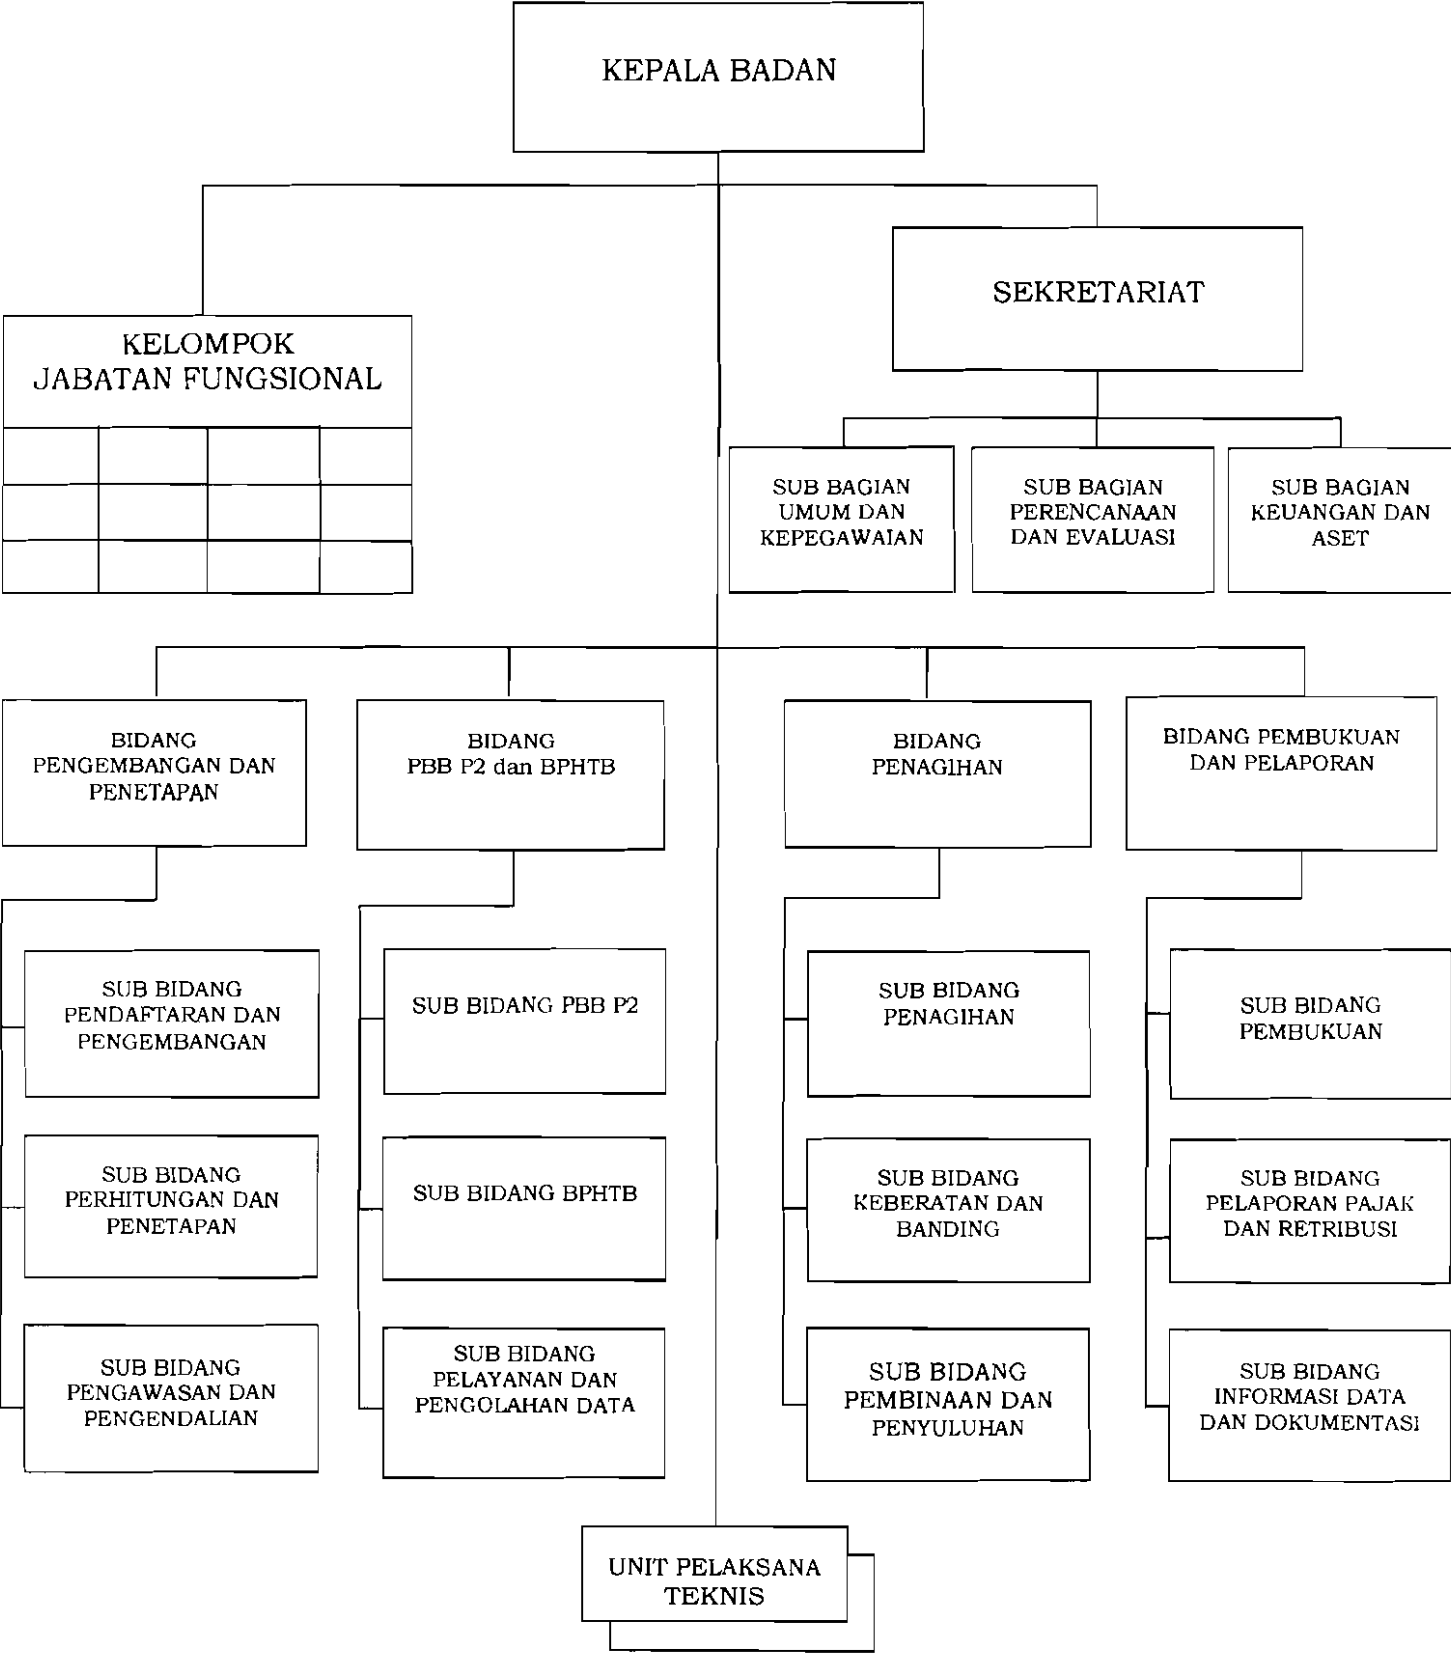 KEPALA BADAN
SEKRETARIAT
KELOMPOK
JABATAN FUNGSIONAL
SUB BAGIAN
UMUM DAN
KEPEGAWAIAN
SUB BAGIAN
PERENCANAAN
DAN EVALUASI
SUB BAGIAN
KEUANGAN DAN
ASET
BIDANG
PENGEMBANGAN DAN
PENETAPAN
BIDANG
PBB P2 dan BPHTB
BIDANG
PENAGIHAN
BIDANG PEMBUKUAN
DAN PELAPORAN
SUB BIDANG
PENDAFTARAN DAN
PENGEMBANGAN
SUB BIDANG PBB P2
SUB BIDANG
PENAGIHAN
SUB BIDANG
PEMBUKUAN
SUB BIDANG
PERHITUNGAN DAN
PENETAPAN
SUB BIDANG BPHTB
SUB BIDANG
KEBERATAN DAN
BANDING
SUB BIDANG
PELAPORAN PAJAK
DAN RETRIBUSI
SUB BIDANG
PENGAWASAN DAN
PENGENDALIAN
SUB BIDANG
PELAYANAN DAN
PENGOLAHAN DATA
SUB BIDANG
PEMBINAAN DAN
PENYULUHAN
SUB BIDANG
INFORMASI DATA
DAN DOKUMENTASI
UNIT PELAKSANA
TEKNIS